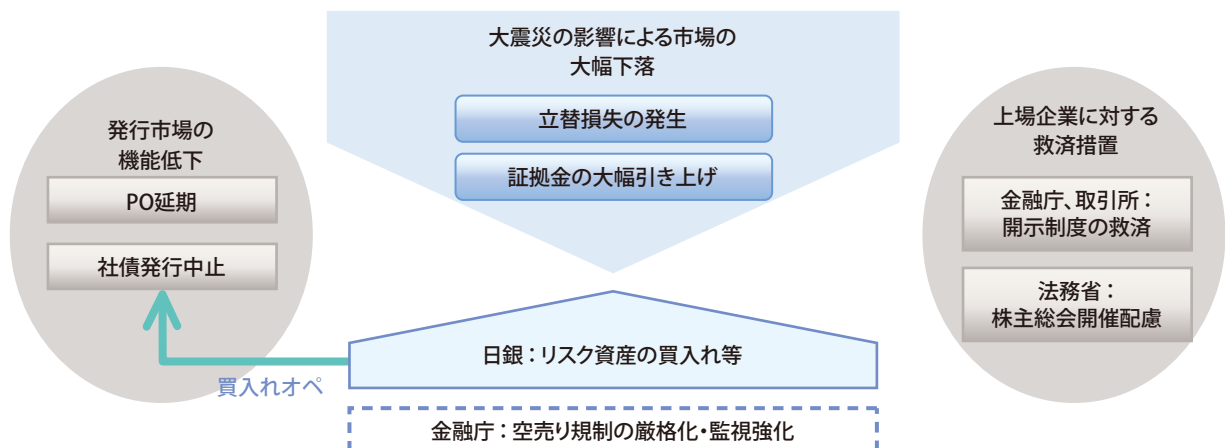 大震災の影響による市場の
大幅下落
立替損失の発生
証拠金の大幅引き上げ
発行市場の
機能低下
PO延期
社債発行中止
上場企業に対する
救済措置
金融庁、取引所：
開示制度の救済
法務省：
株主総会開催配慮
日銀：リスク資産の買入れ等
買入れオペ
金融庁：空売り規制の厳格化・監視強化